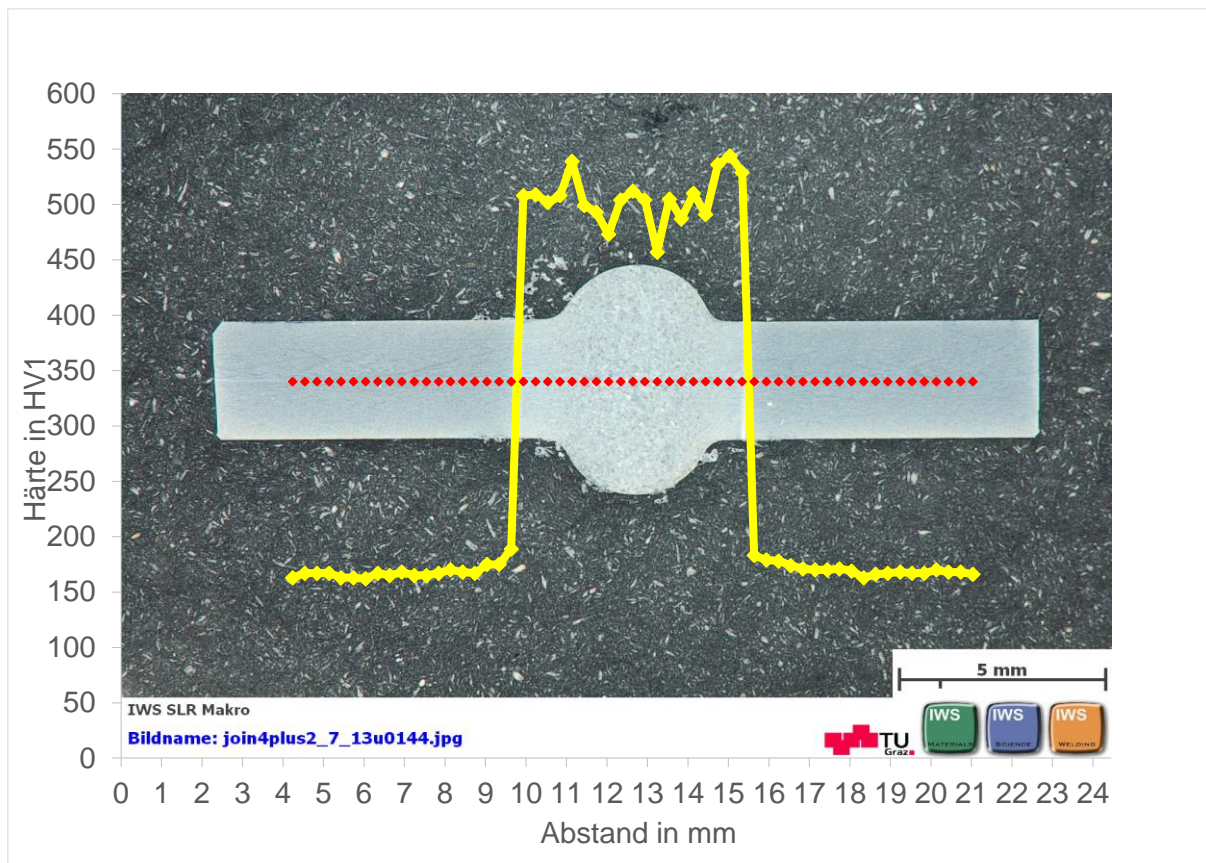 600
550
500
450
400
350
300
250
200
150
100
50
0
Härte in HV1
5 mm
IWS SLR Makro
Bildname: join4plus2_7_13u0144.jpg
TU
Graz
IWS
MATERIALS
IWS
SCIENCE
IWS
WELDING
0 1 2 3 4 5 6 7 8 9 10 11 12 13 14 15 16 17 18 19 20 21 22 23 24
Abstand in mm